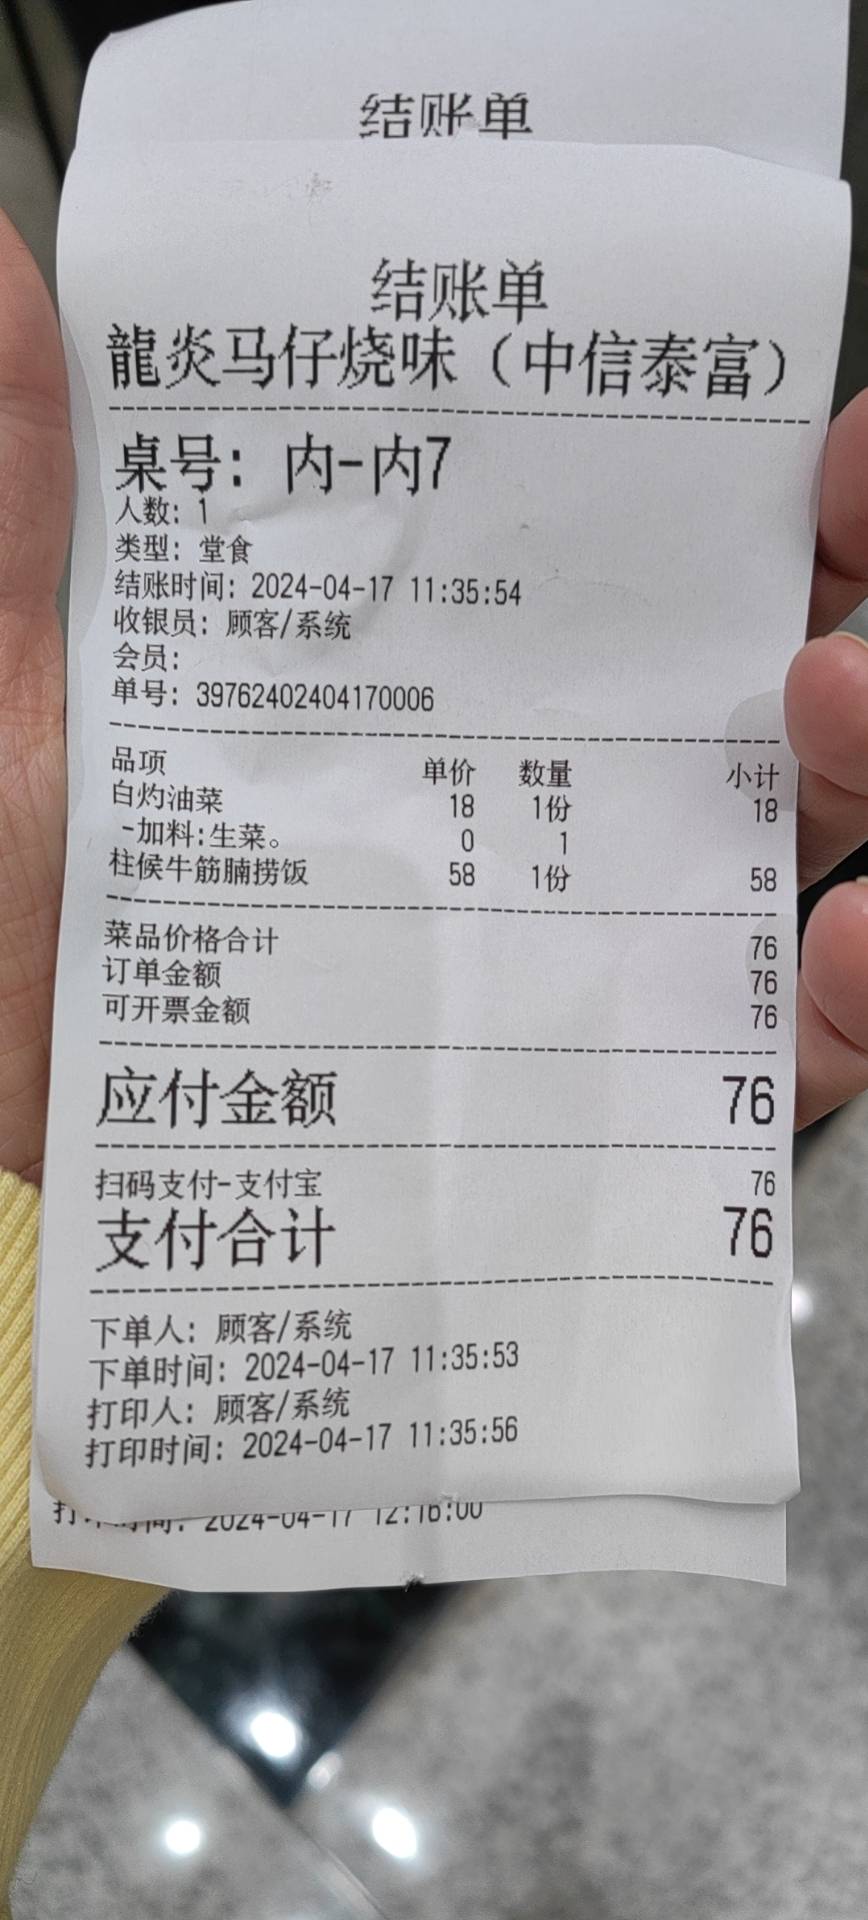 结账单
结账单
龍炎马仔烧味（中信泰富）
桌号: 内-内7
人数: 1
类型: 堂食
结账时间: 2024-04-17 11:35:54
收银员: 顾客/系统
会员:
单号: 39762402404170006
品项 单价 数量 小计
白灼油菜 18 1份 18
-加料:生菜。 0 1
柱候牛筋腩捞饭 58 1份 58
菜品价格合计 76
订单金额 76
可开票金额 76
应付金额 76
扫码支付-支付宝 76
支付合计 76
下单人: 顾客/系统
下单时间: 2024-04-17 11:35:53
打印人: 顾客/系统
打印时间: 2024-04-17 11:35:56
打印时间: 2024-04-17 12:16:00